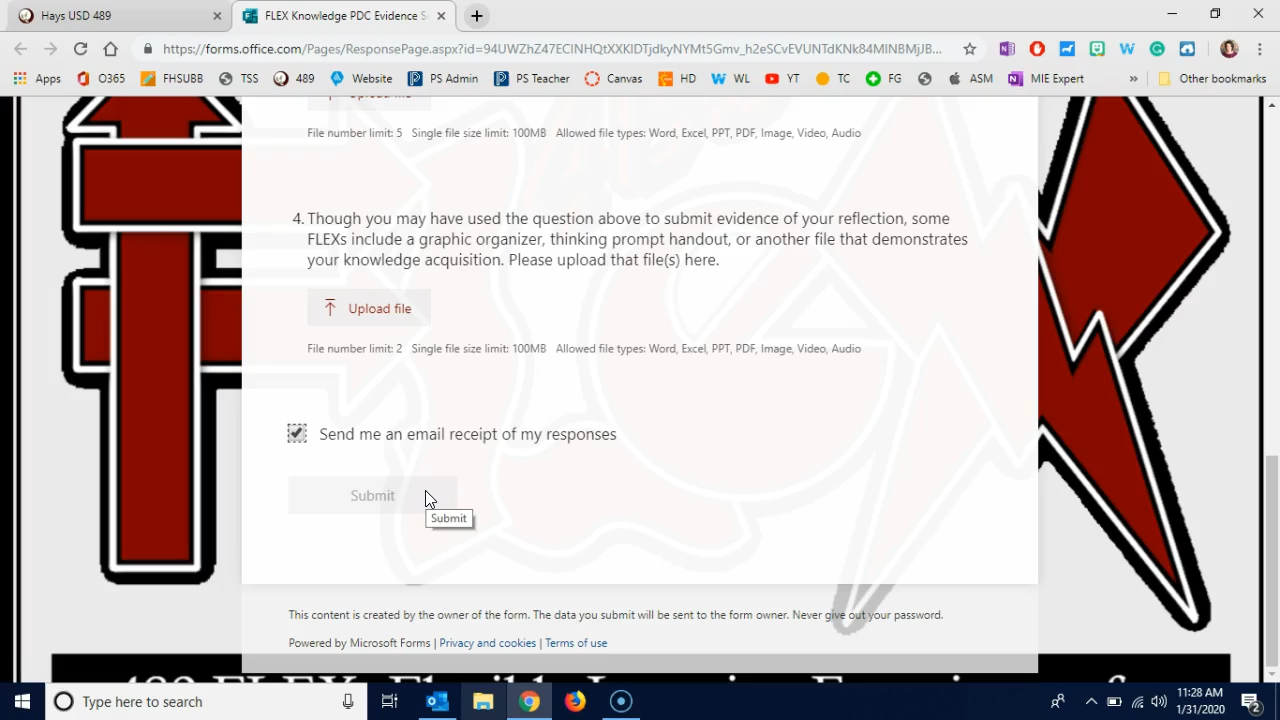 Hays USD 489
FLEX Knowledge PDC Evidence S
https://forms.office.com/Pages/ResponsePage.aspx?id=94UWZhZ47ECINHQtXXKIDTjdkyNYMt5Gmv_h2eSCvEVUNTdKNk84MlNBMjJB...
Apps O365 FHSUBB TSS 489 Website PS Admin PS Teacher Canvas HD WL YT TC FG ASM MIE Expert » Other bookmarks
Upload file
File number limit: 5 Single file size limit: 100MB Allowed file types: Word, Excel, PPT, PDF, Image, Video, Audio
4. Though you may have used the question above to submit evidence of your reflection, some
FLEXs include a graphic organizer, thinking prompt handout, or another file that demonstrates
your knowledge acquisition. Please upload that file(s) here.
Upload file
File number limit: 2 Single file size limit: 100MB Allowed file types: Word, Excel, PPT, PDF, Image, Video, Audio
Send me an email receipt of my responses
Submit
Submit
This content is created by the owner of the form. The data you submit will be sent to the form owner. Never give out your password.
Powered by Microsoft Forms | Privacy and cookies | Terms of use
Type here to search
11:28 AM
1/31/2020
2